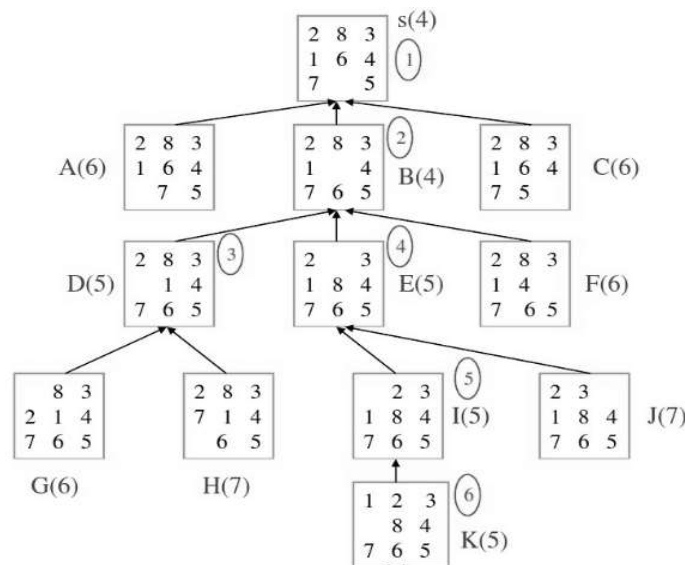 s(4)
2 8 3
1 6 4
7 5
1
A(6)
2 8 3
1 6 4
7 5
2 8 3
1 4
7 6 5
2
B(4)
2 8 3
1 6 4
7 5
C(6)
D(5)
2 8 3
1 4
7 6 5
3
2 3
1 8 4
7 6 5
4
E(5)
2 8 3
1 4
7 6 5
F(6)
8 3
2 1 4
7 6 5
G(6)
2 8 3
7 1 4
6 5
H(7)
2 3
1 8 4
7 6 5
5
I(5)
2 3
1 8 4
7 6 5
J(7)
1 2 3
8 4
7 6 5
6
K(5)